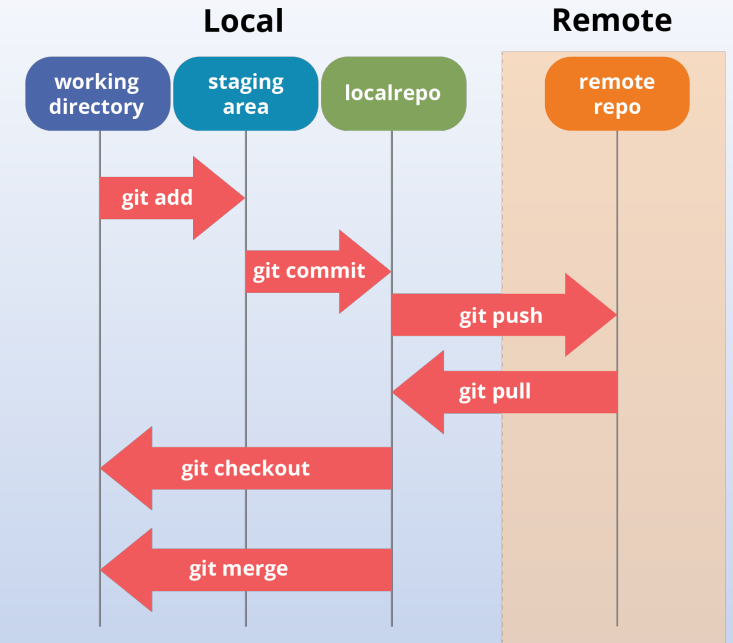 Local
Remote
working
directory
staging
area
localrepo
remote
repo
git add
git commit
git push
git pull
git checkout
git merge